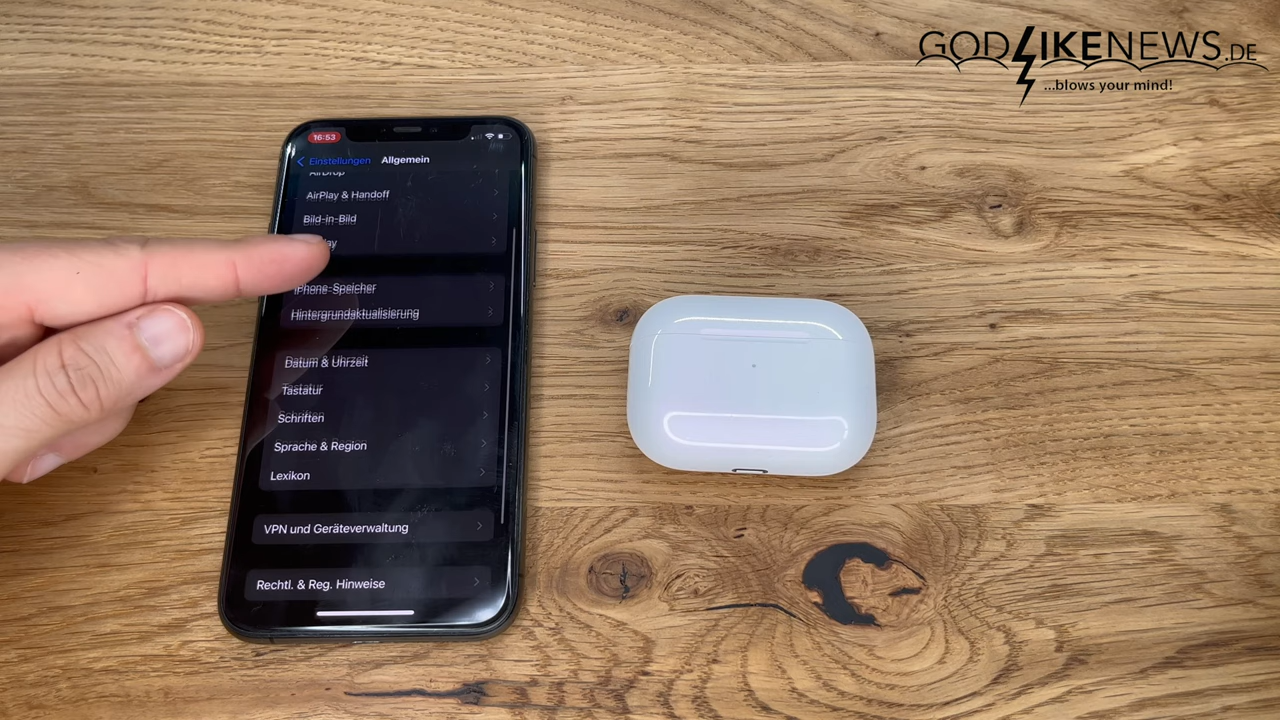 GODLIKENEWS.DE
...blows your mind!
16:53
Einstellungen Allgemein
AirDrop
AirPlay & Handoff
Bild-in-Bild
iPhone-Speicher
Hintergrundaktualisierung
Datum & Uhrzeit
Tastatur
Schriften
Sprache & Region
Lexikon
VPN und Geräteverwaltung
Rechtl. & Reg. Hinweise